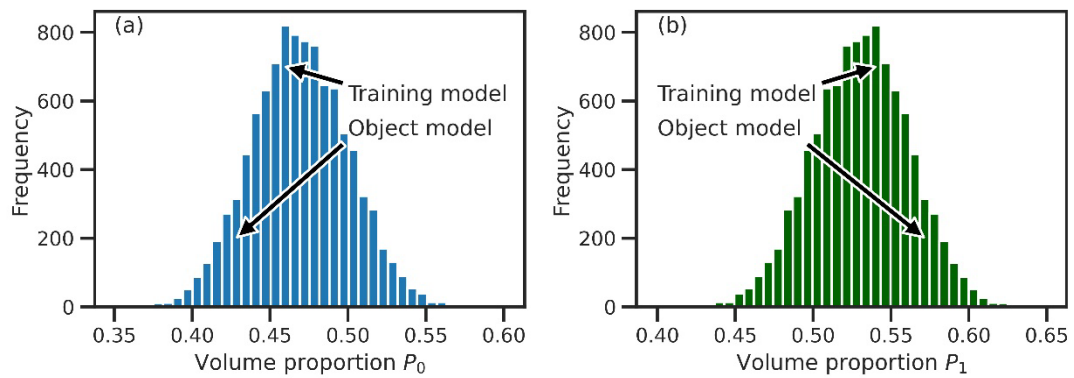 (a)
Training model
Object model
Frequency
0
200
400
600
800
0.35 0.40 0.45 0.50 0.55 0.60
Volume proportion P₀
(b)
Training model
Object model
Frequency
0
200
400
600
800
0.40 0.45 0.50 0.55 0.60 0.65
Volume proportion P₁